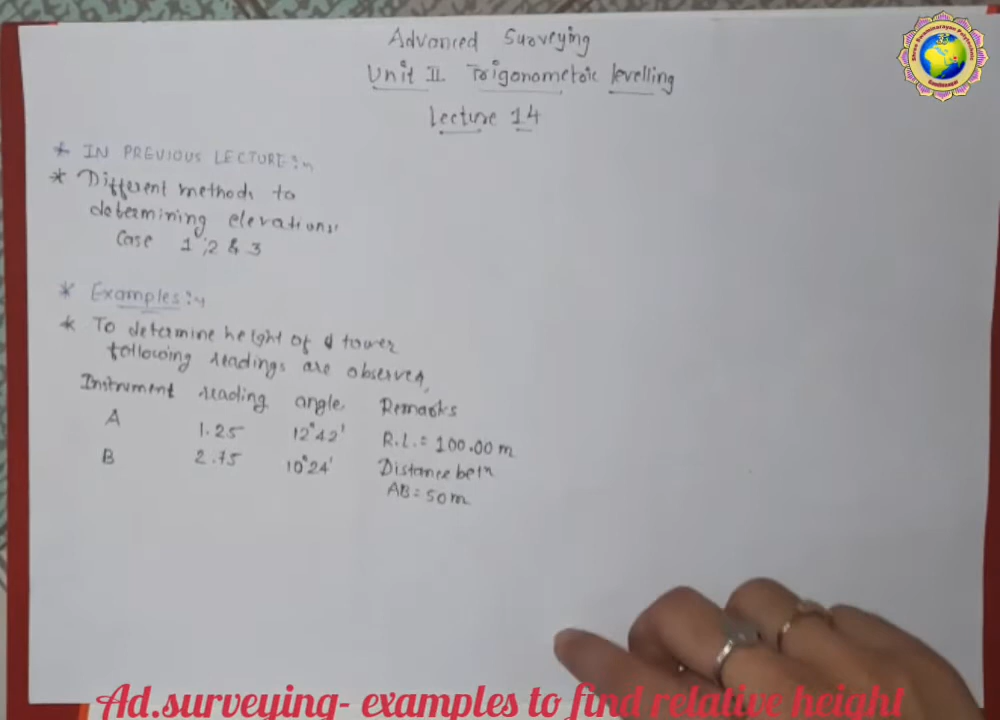 Advanced Surveying
Unit II Trigonometric levelling
Lecture 14
* IN PREVIOUS LECTURE:-
* Different methods to
determining elevations
Case 1, 2 & 3
* Examples:-
* To determine height of a tower
following readings are observed,
Instrument reading angle Remarks
A 1.25 12°42' R.L. = 100.00 m
B 2.75 10°24' Distance betn
AB = 50m
Ad.surveying- examples to find relative height